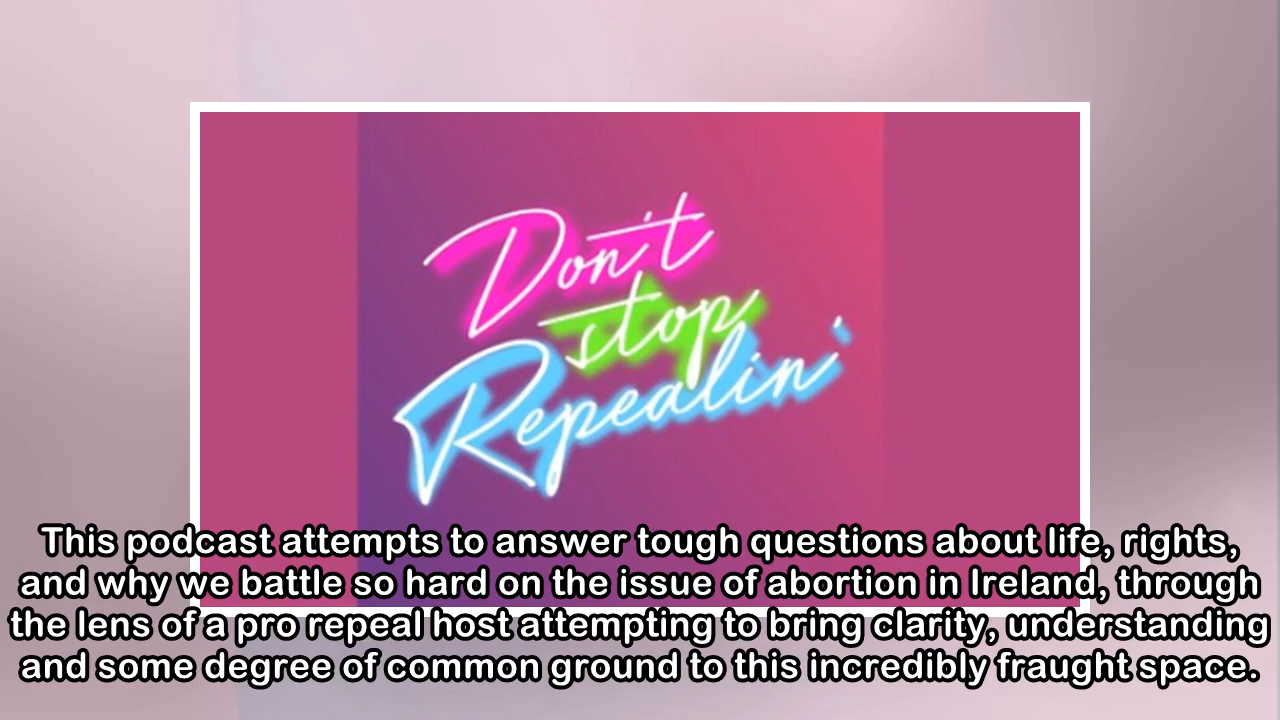 Don't
stop
Repealin'
This podcast attempts to answer tough questions about life, rights,
and why we battle so hard on the issue of abortion in Ireland, through
the lens of a pro repeal host attempting to bring clarity, understanding
and some degree of common ground to this incredibly fraught space.